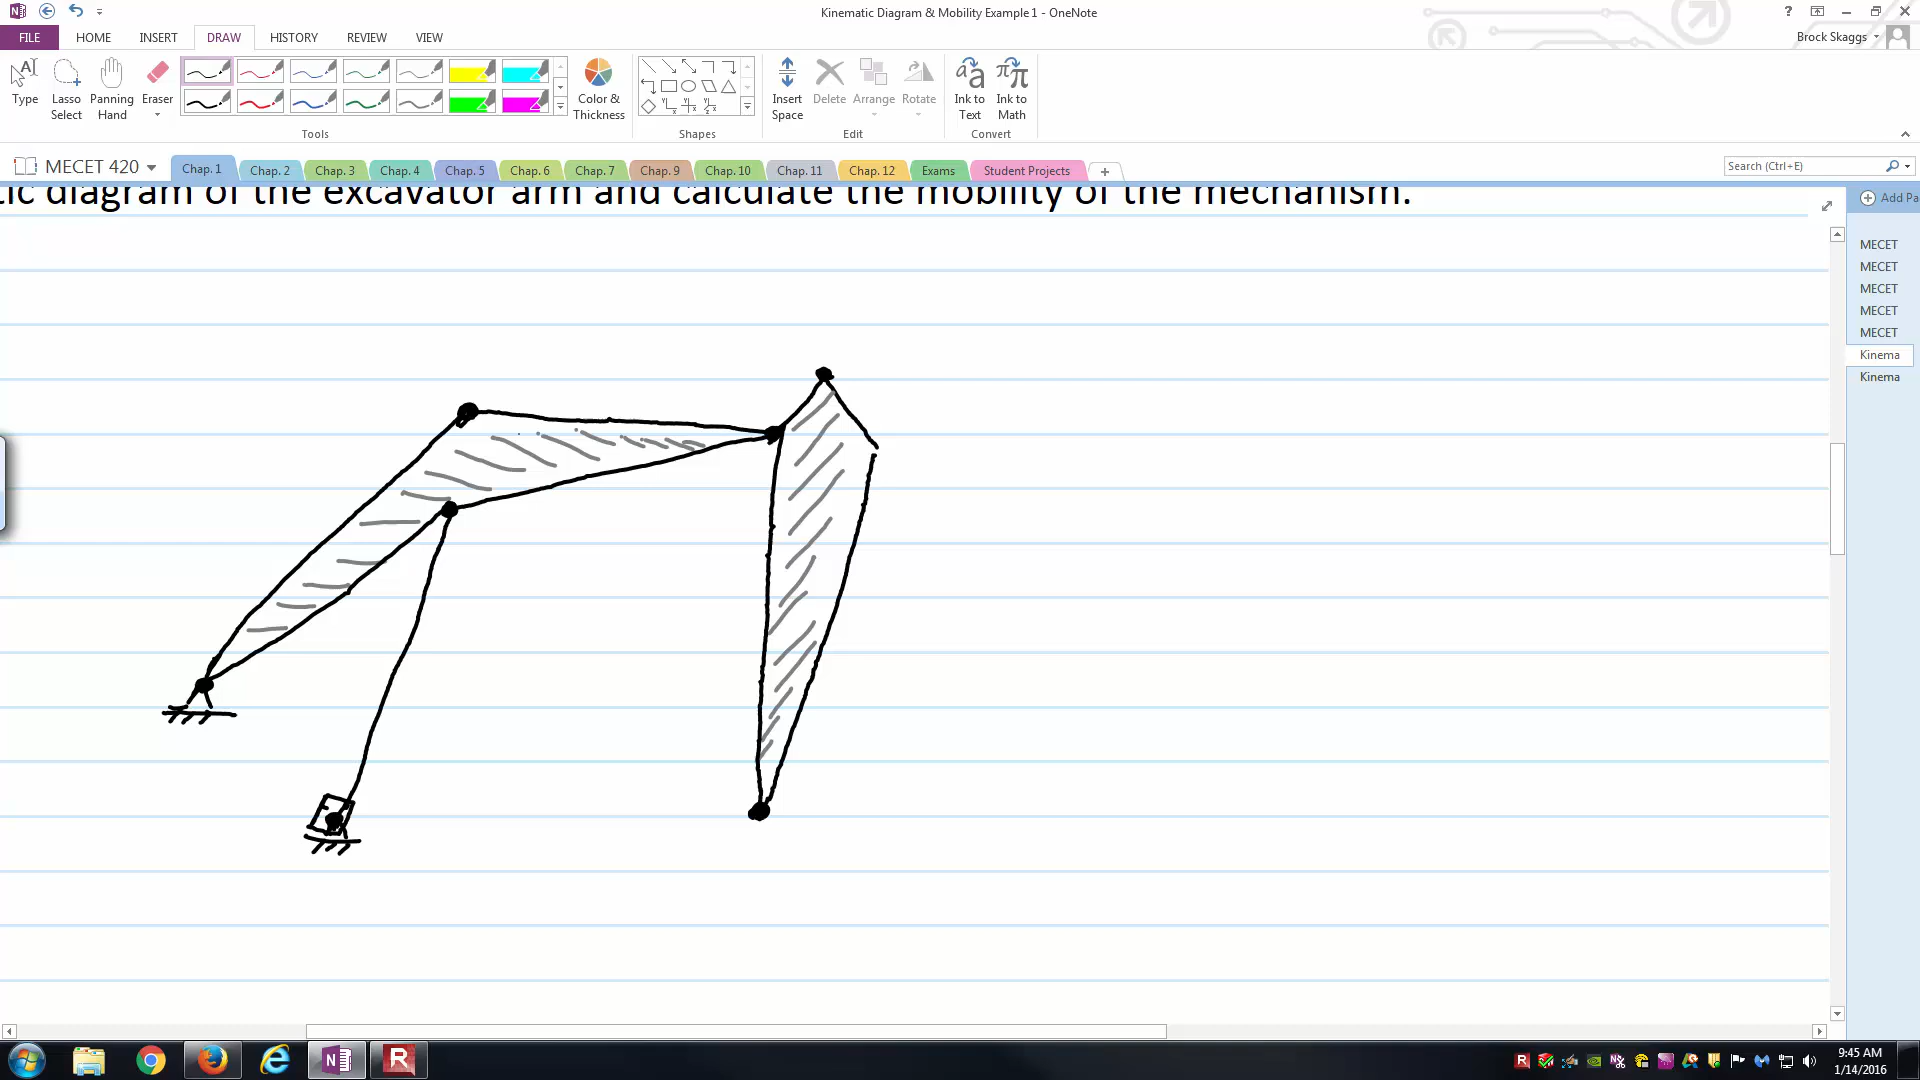 Kinematic Diagram & Mobility Example 1 - OneNote
FILE HOME INSERT DRAW HISTORY REVIEW VIEW
Brock Skaggs
Type
Lasso Select
Panning Hand
Eraser
Color & Thickness
Insert Space
Delete
Arrange
Rotate
Ink to Text
Ink to Math
Tools
Shapes
Edit
Convert
MECET 420
Chap. 1 Chap. 2 Chap. 3 Chap. 4 Chap. 5 Chap. 6 Chap. 7 Chap. 9 Chap. 10 Chap. 11 Chap. 12 Exams Student Projects
Search (Ctrl+E)
tic diagram of the excavator arm and calculate the mobility of the mechanism.
Add Pa
MECET
MECET
MECET
MECET
MECET
Kinema
Kinema
9:45 AM
1/14/2016